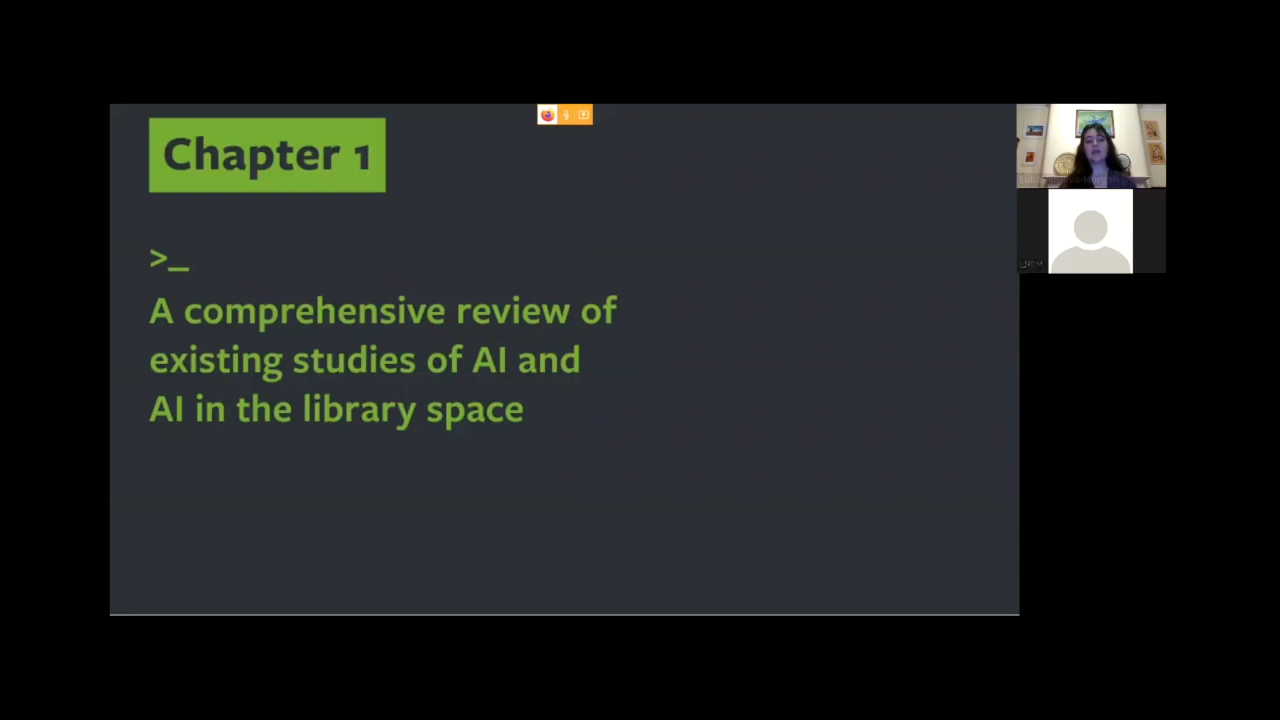 Chapter 1
>_
A comprehensive review of
existing studies of AI and
AI in the library space